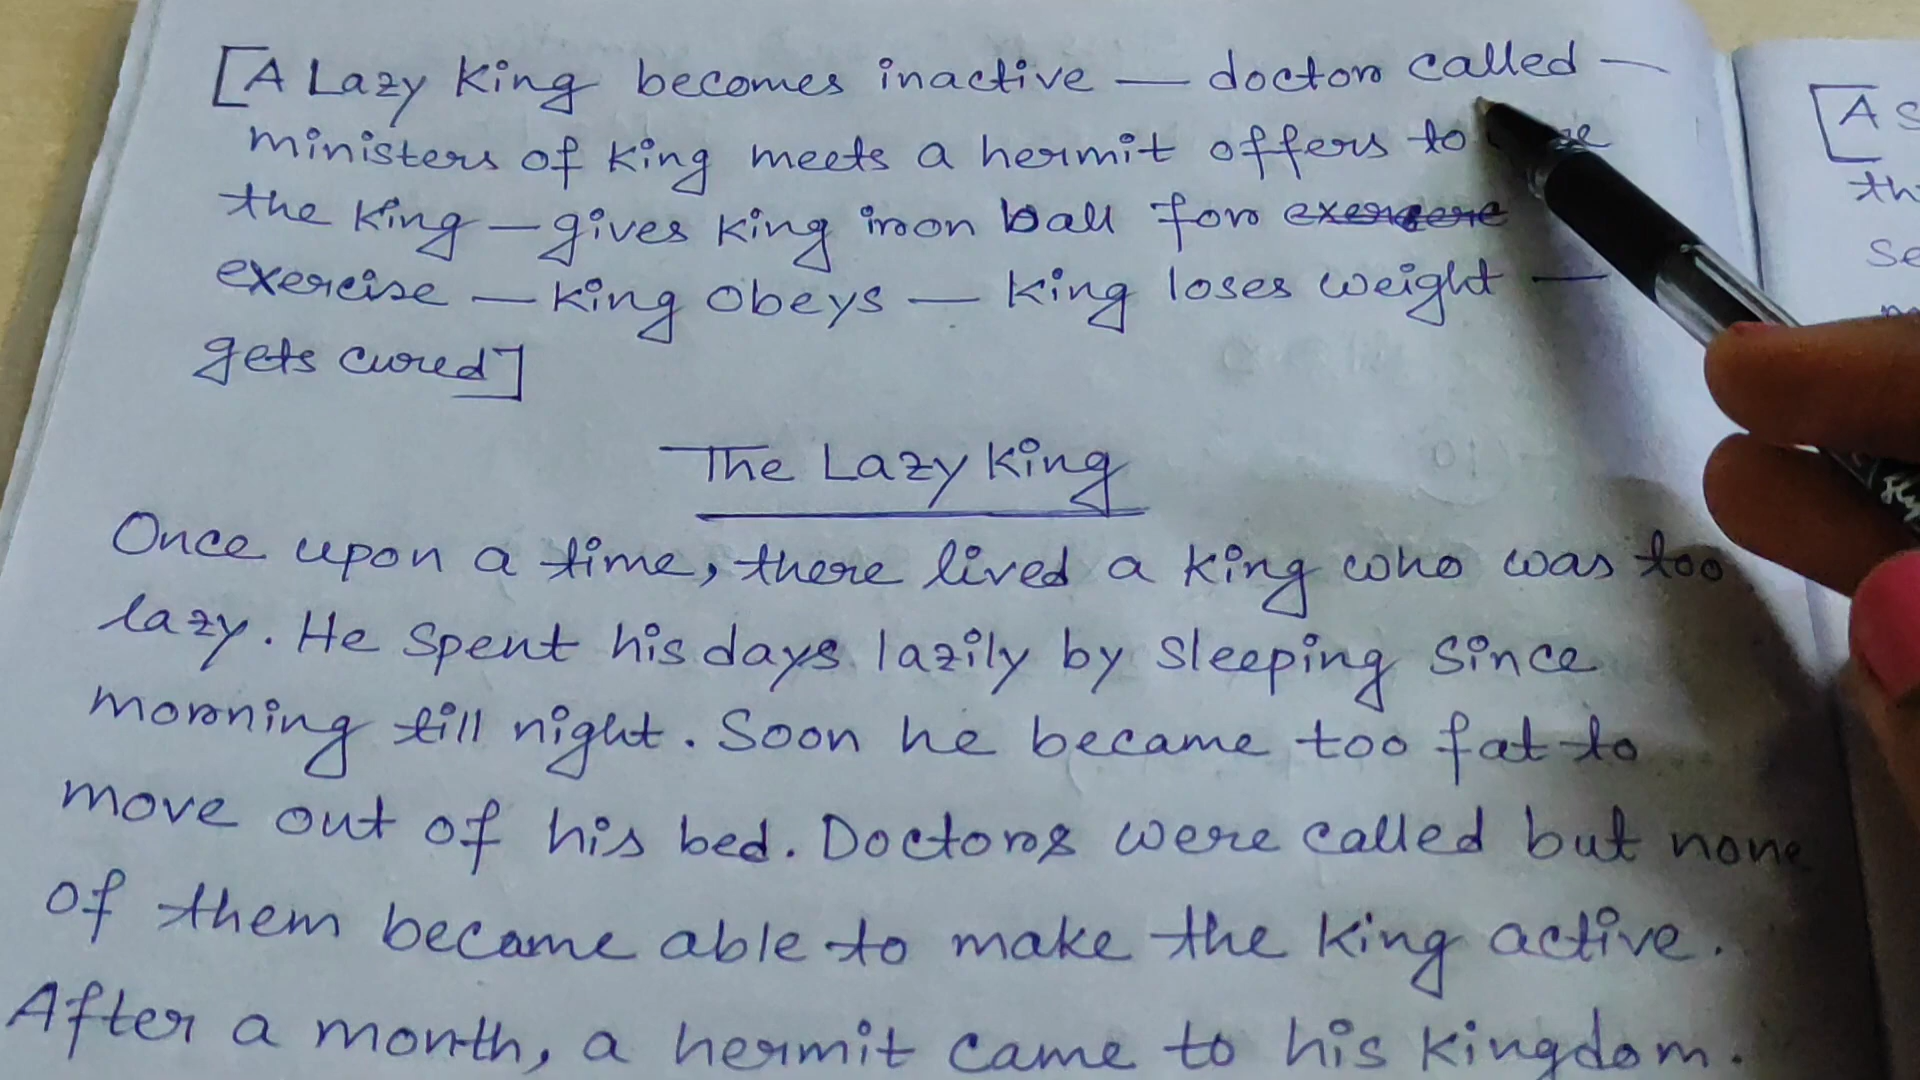 [A Lazy King becomes inactive — doctor called —
ministers of king meets a hermit offers to
the king — gives king iron ball for exercere
exercise — king obeys — king loses weight —
gets cured]
The Lazy King
Once upon a time, there lived a king who was too
lazy. He spent his days lazily by sleeping since
morning till night. Soon he became too fat to
move out of his bed. Doctors were called but none
of them became able to make the king active.
After a month, a hermit came to his kingdom.
[A
th
se